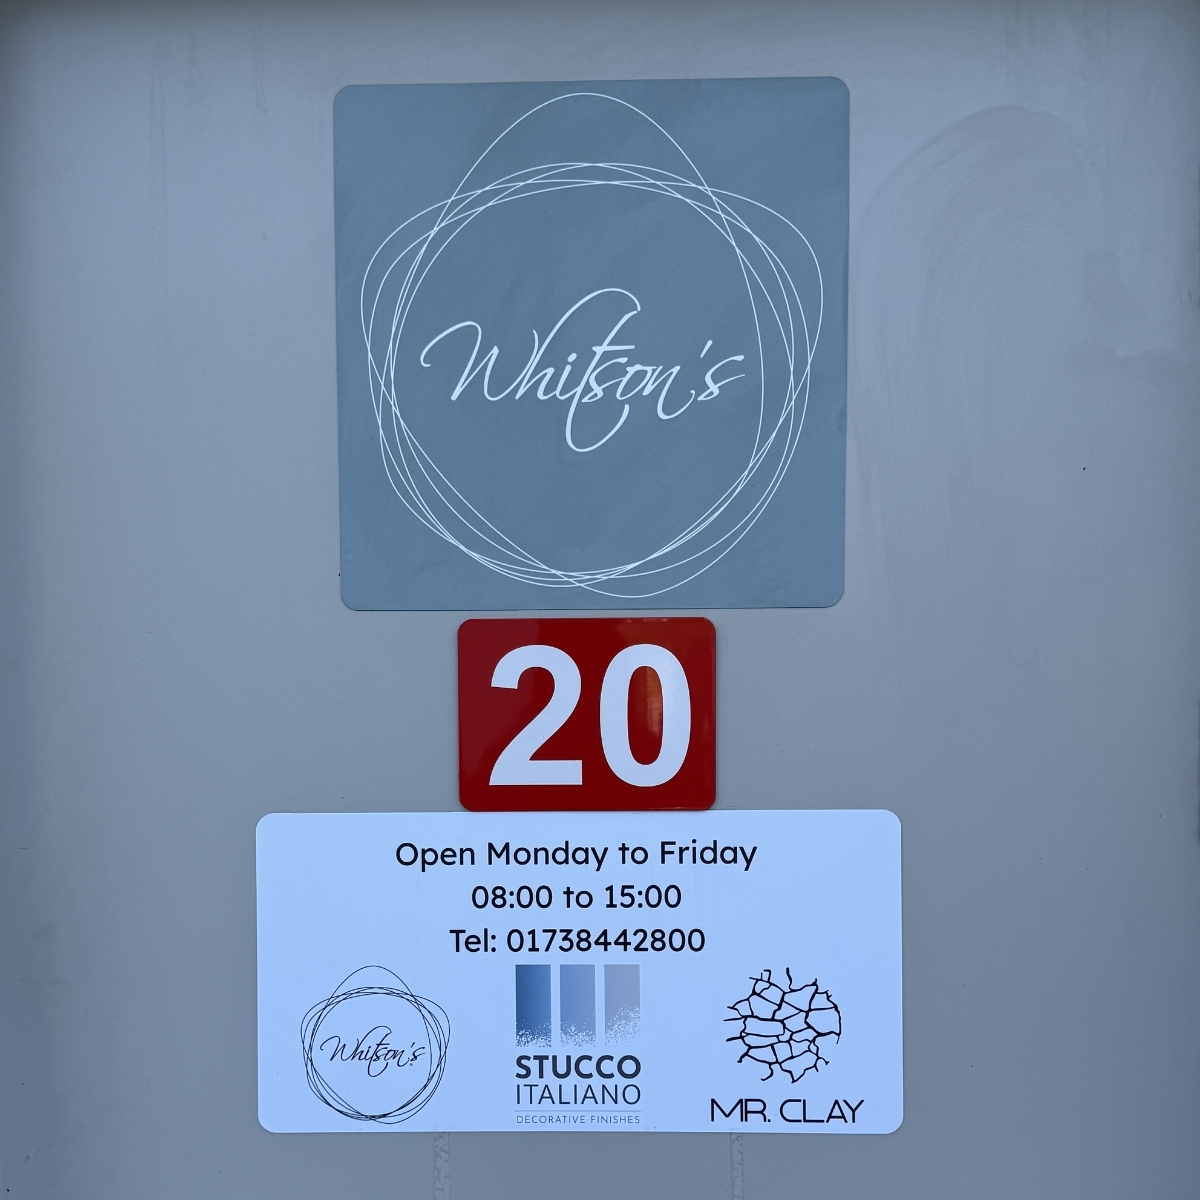 Whitson's
20
Open Monday to Friday
08:00 to 15:00
Tel: 01738442800
Whitson's
STUCCO
ITALIANO
DECORATIVE FINISHES
MR. CLAY